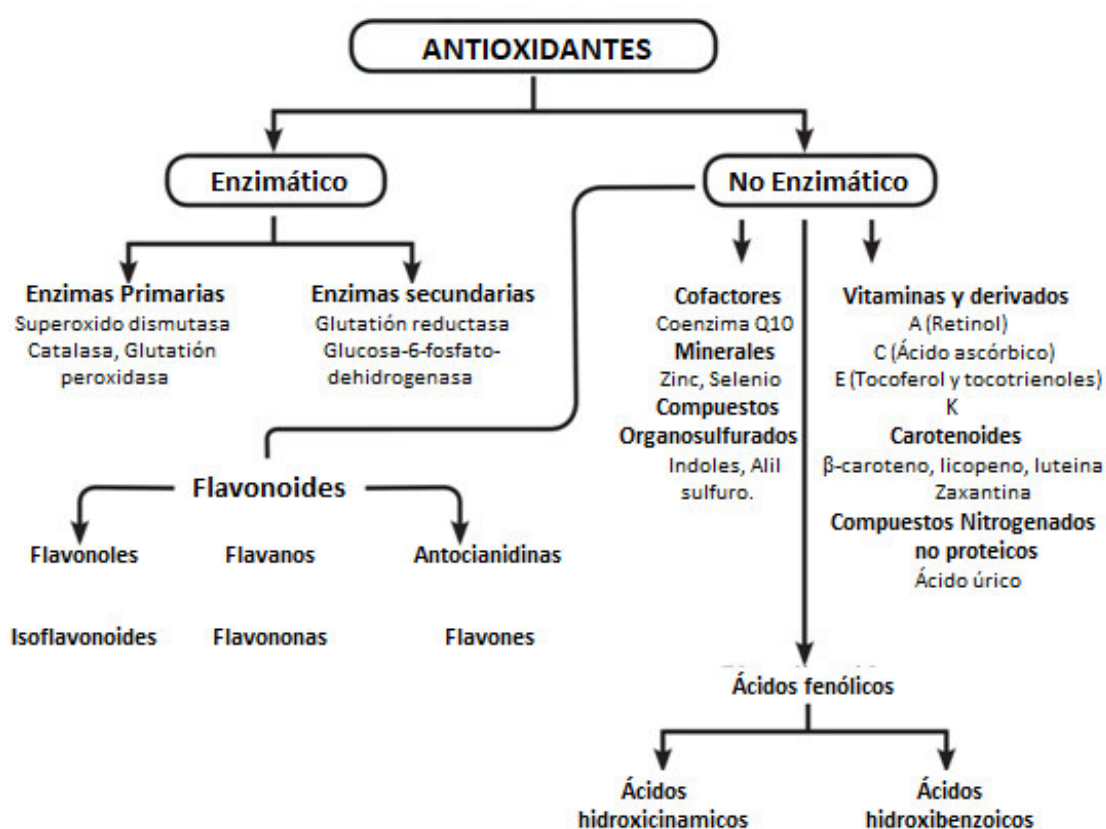 ANTIOXIDANTES
Enzimático
No Enzimático
Enzimas Primarias
Superoxido dismutasa
Catalasa, Glutatión
peroxidasa
Enzimas secundarias
Glutatión reductasa
Glucosa-6-fosfato-
dehidrogenasa
Cofactores
Coenzima Q10
Minerales
Zinc, Selenio
Compuestos
Organosulfurados
Indoles, Alil
sulfuro.
Vitaminas y derivados
A (Retinol)
C (Ácido ascórbico)
E (Tocoferol y tocotrienoles)
K
Carotenoides
β-caroteno, licopeno, luteina
Zaxantina
Compuestos Nitrogenados
no proteicos
Ácido úrico
Flavonoides
Flavonoles
Flavanos
Antocianidinas
Isoflavonoides
Flavononas
Flavones
Ácidos fenólicos
Ácidos
hidroxicinamicos
Ácidos
hidroxibenzoicos